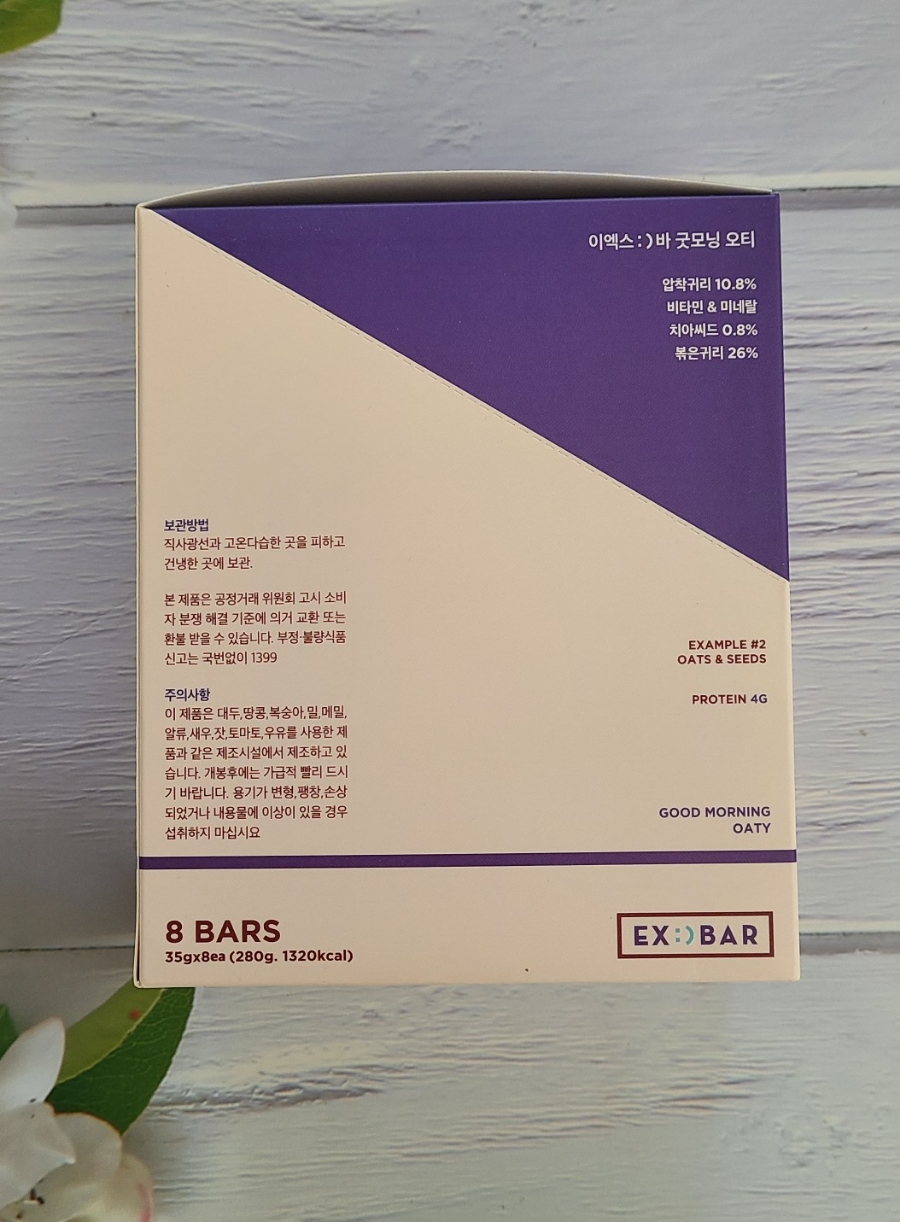 이엑스:)바 굿모닝 오티
압착귀리 10.8%
비타민 & 미네랄
치아씨드 0.8%
볶은귀리 26%
보관방법
직사광선과 고온다습한 곳을 피하고
건냉한 곳에 보관.
본 제품은 공정거래 위원회 고시 소비
자 분쟁 해결 기준에 의거 교환 또는
환불 받을 수 있습니다. 부정·불량식품
신고는 국번없이 1399
주의사항
이 제품은 대두,땅콩,복숭아,밀,메밀,
알류,새우,잣,토마토,우유를 사용한 제
품과 같은 제조시설에서 제조하고 있
습니다. 개봉후에는 가급적 빨리 드시
기 바랍니다. 용기가 변형,팽창,손상
되었거나 내용물에 이상이 있을 경우
섭취하지 마십시요
EXAMPLE #2
OATS & SEEDS
PROTEIN 4G
GOOD MORNING
OATY
8 BARS
35gx8ea (280g. 1320kcal)
EX:)BAR